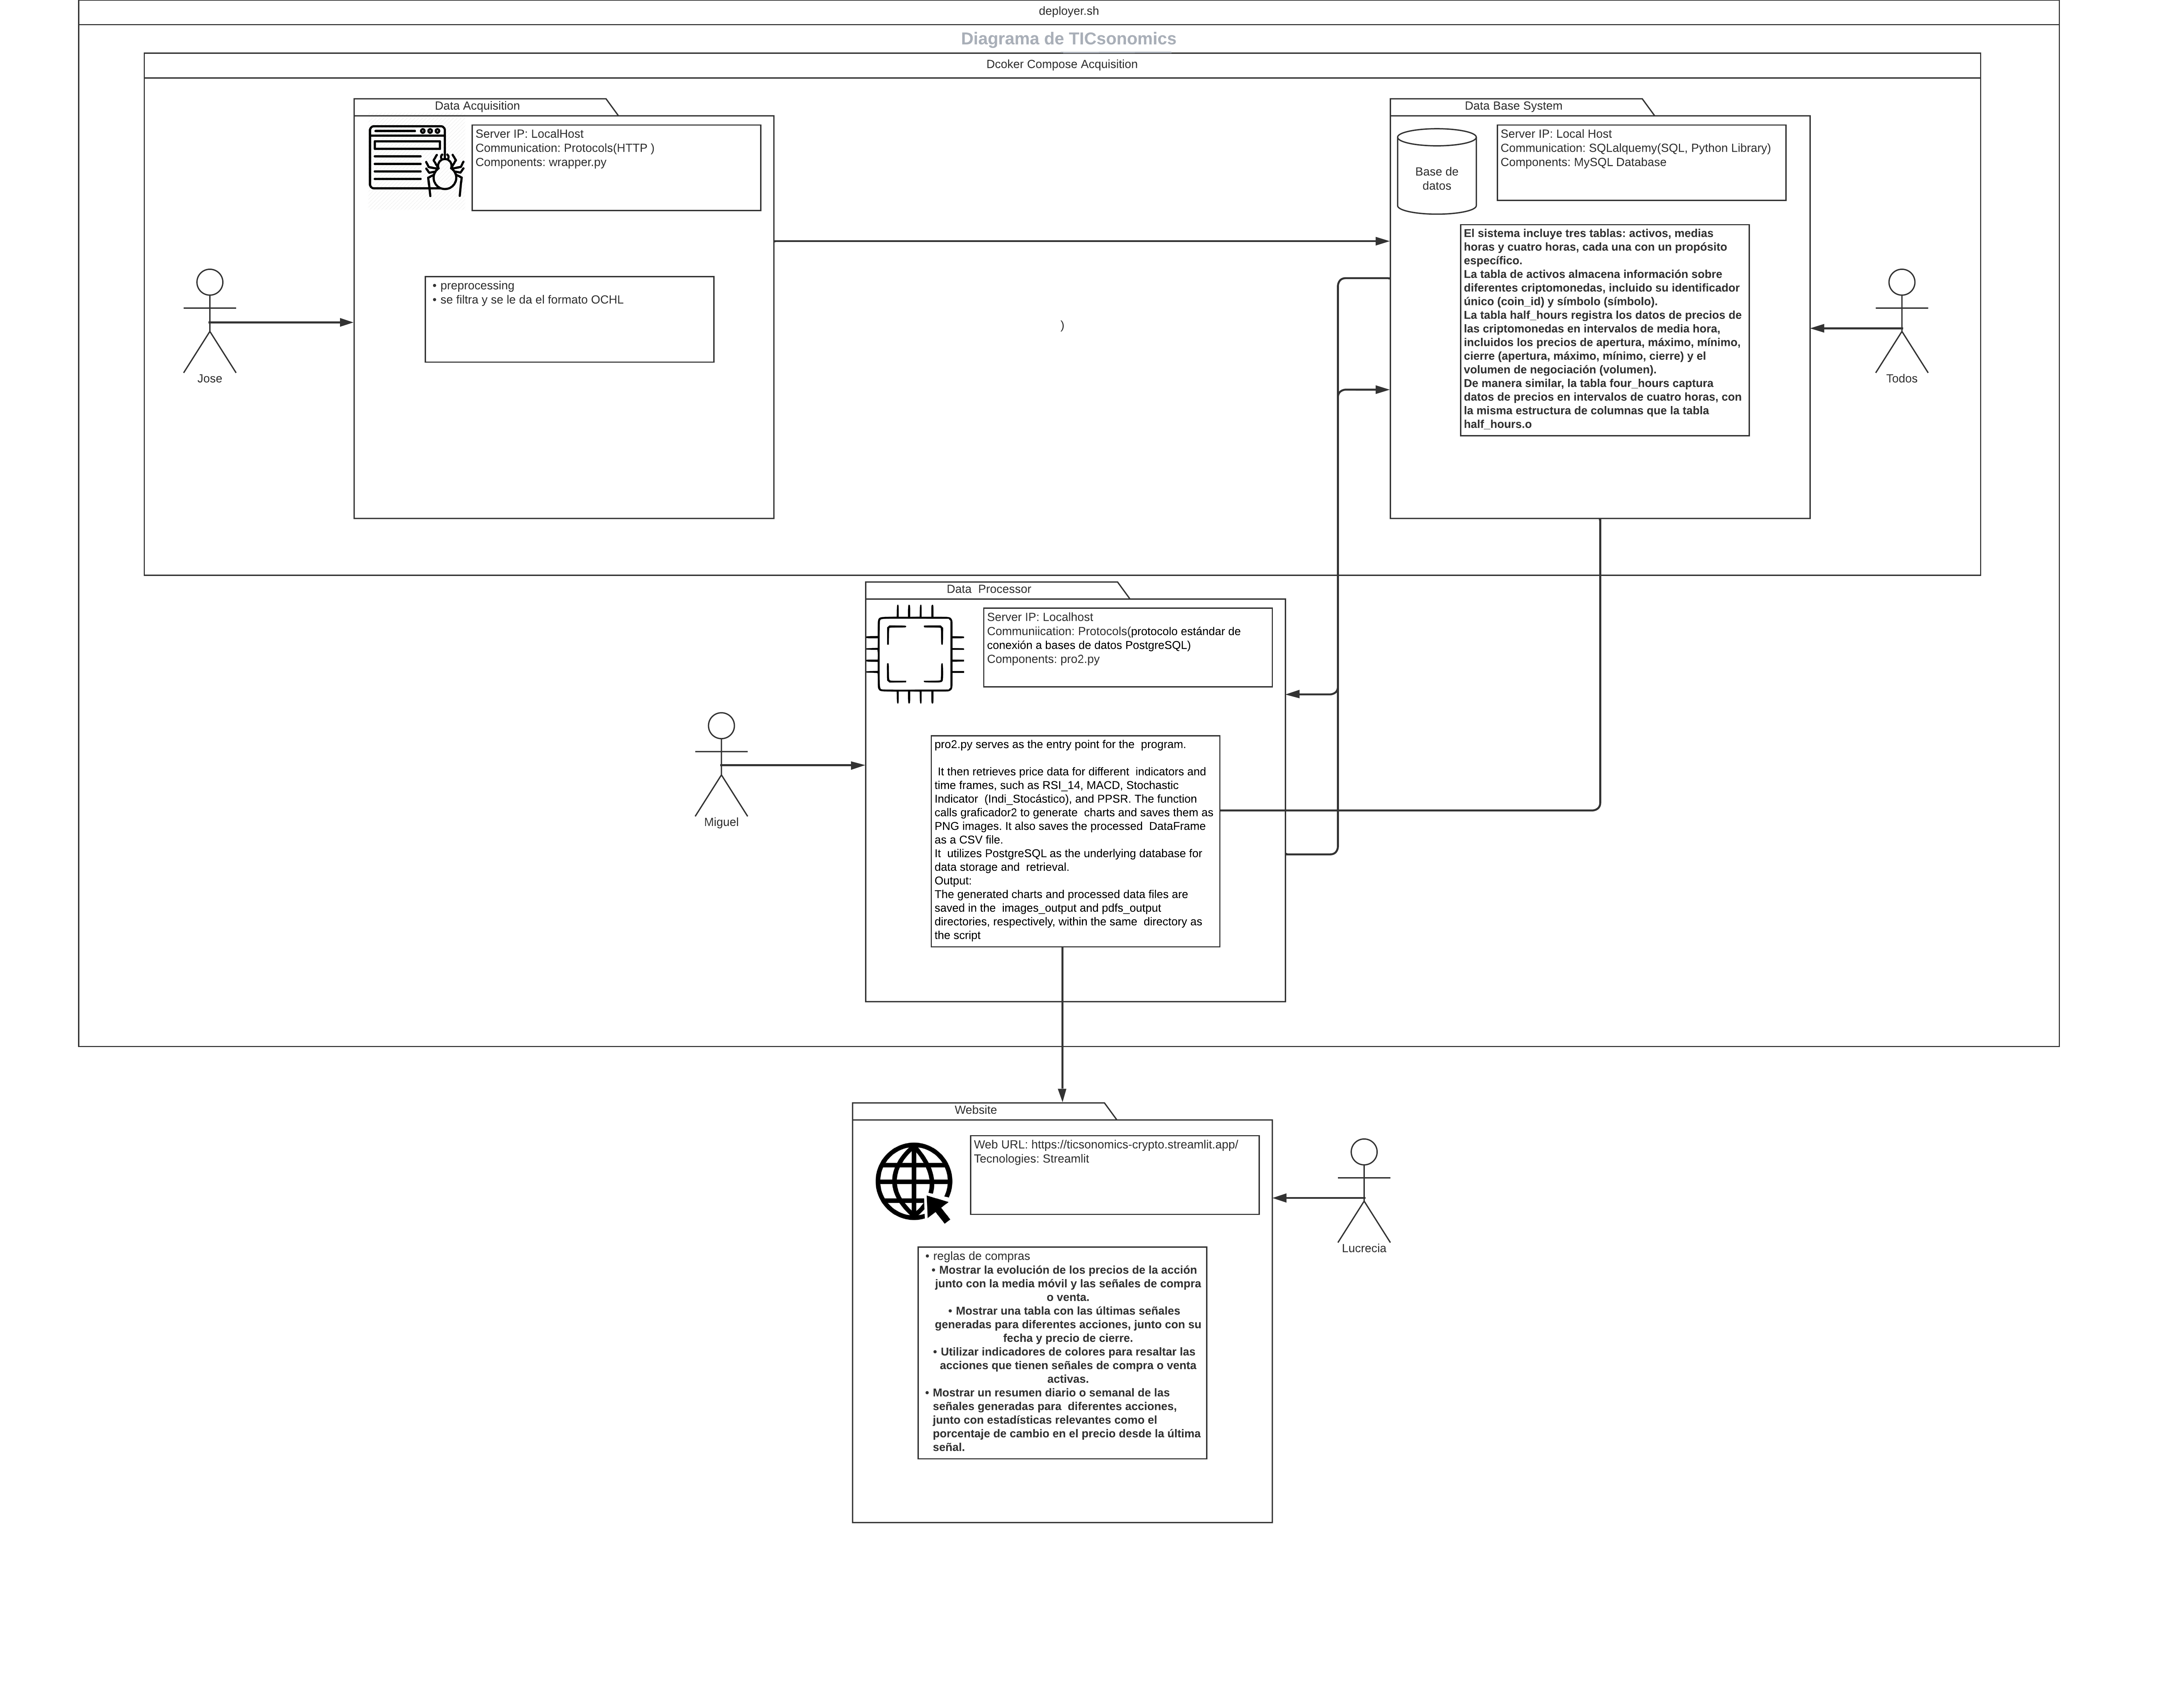 deployer.sh
Diagrama de TICsonomics
Dcoker Compose Acquisition
Data Acquisition
Server IP: LocalHost
Communication: Protocols(HTTP )
Components: wrapper.py
• preprocessing
• se filtra y se le da el formato OCHL
Jose
)
Data Base System
Base de
datos
Server IP: Local Host
Communication: SQLalquemy(SQL, Python Library)
Components: MySQL Database
El sistema incluye tres tablas: activos, medias
horas y cuatro horas, cada una con un propósito
específico.
La tabla de activos almacena información sobre
diferentes criptomonedas, incluido su identificador
único (coin_id) y símbolo (símbolo).
La tabla half_hours registra los datos de precios de
las criptomonedas en intervalos de media hora,
incluidos los precios de apertura, máximo, mínimo,
cierre (apertura, máximo, mínimo, cierre) y el
volumen de negociación (volumen).
De manera similar, la tabla four_hours captura
datos de precios en intervalos de cuatro horas, con
la misma estructura de columnas que la tabla
half_hours.o
Todos
Data  Processor
Server IP: Localhost
Communiication: Protocols(protocolo estándar de
conexión a bases de datos PostgreSQL)
Components: pro2.py
Miguel
pro2.py serves as the entry point for the  program.
It then retrieves price data for different  indicators and
time frames, such as RSI_14, MACD, Stochastic
Indicator  (Indi_Stocástico), and PPSR. The function
calls graficador2 to generate  charts and saves them as
PNG images. It also saves the processed  DataFrame
as a CSV file.
It  utilizes PostgreSQL as the underlying database for
data storage and  retrieval.
Output:
The generated charts and processed data files are
saved in the  images_output and pdfs_output
directories, respectively, within the same  directory as
the script
Website
Web URL: https://ticsonomics-crypto.streamlit.app/
Tecnologies: Streamlit
Lucrecia
• reglas de compras
• Mostrar la evolución de los precios de la acción
junto con la media móvil y las señales de compra
o venta.
• Mostrar una tabla con las últimas señales
generadas para diferentes acciones, junto con su
fecha y precio de cierre.
• Utilizar indicadores de colores para resaltar las
acciones que tienen señales de compra o venta
activas.
• Mostrar un resumen diario o semanal de las
señales generadas para  diferentes acciones,
junto con estadísticas relevantes como el
porcentaje de cambio en el precio desde la última
señal.